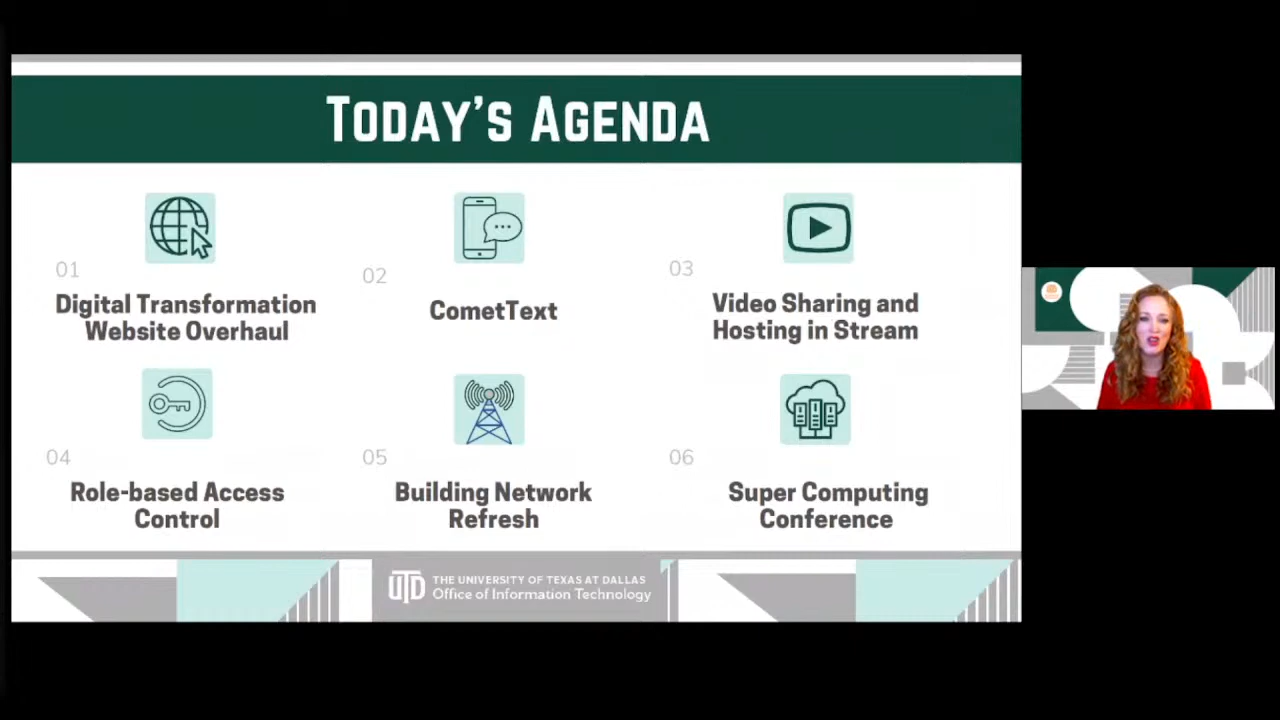 TODAY'S AGENDA
01
Digital Transformation
Website Overhaul
02
CometText
03
Video Sharing and
Hosting in Stream
04
Role-based Access
Control
05
Building Network
Refresh
06
Super Computing
Conference
UTD
THE UNIVERSITY OF TEXAS AT DALLAS
Office of Information Technology